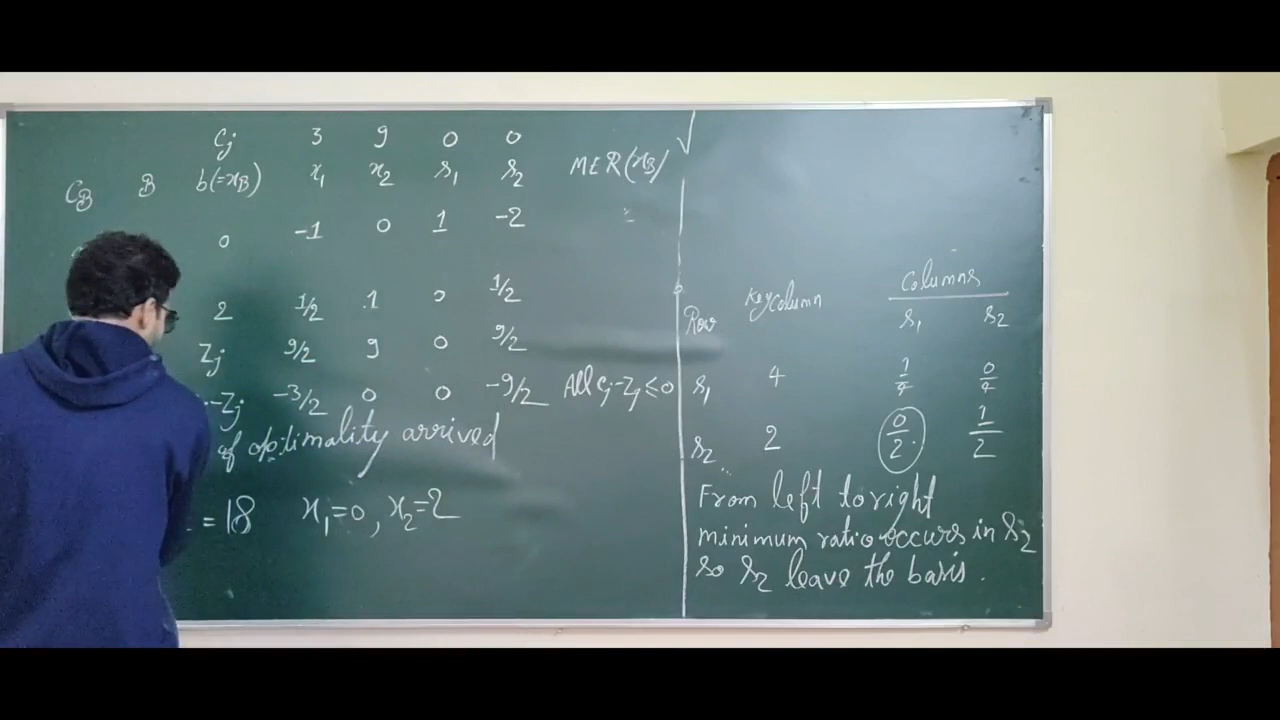 Cj 3 9 0 0
CB B b(=xB) x1 x2 s1 s2 MER(xB/
0 -1 0 1 -2
2 1/2 1 0 1/2
Zj 9/2 9 0 9/2
-Zj -3/2 0 0 -9/2 All cj-Zj ≤ 0
of optimality arrived
= 18 x1=0, x2=2
Columns
Row Key Column s1 s2
s1 4 1/4 0/4
s2 2 0/2 1/2
From left to right
minimum ratio occurs in s2
so s2 leave the basis.